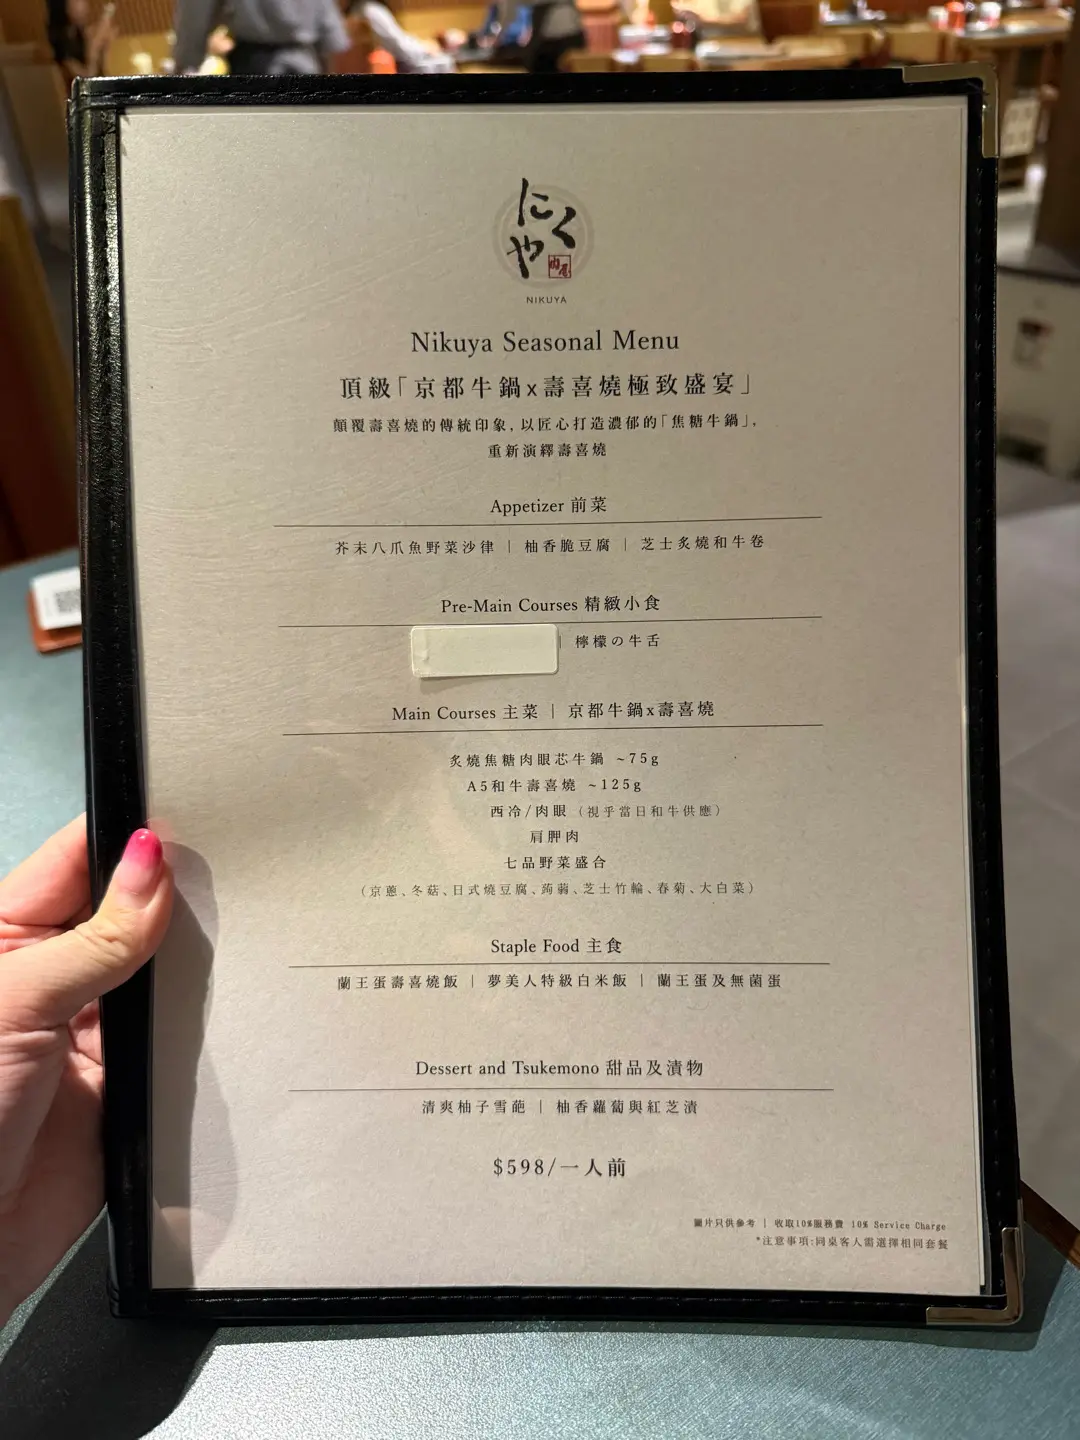 にくや
肉屋
NIKUYA
Nikuya Seasonal Menu
頂級「京都牛鍋x壽喜燒極致盛宴」
顛覆壽喜燒的傳統印象，以匠心打造濃郁的「焦糖牛鍋」，
重新演繹壽喜燒
Appetizer 前菜
芥末八爪魚野菜沙律 | 柚香脆豆腐 | 芝士炙燒和牛卷
Pre-Main Courses 精緻小食
| 檸檬の牛舌
Main Courses 主菜 | 京都牛鍋x壽喜燒
炙燒焦糖肉眼芯牛鍋 ~75g
A5和牛壽喜燒 ~125g
西冷/肉眼（視乎當日和牛供應）
肩胛肉
七品野菜盛合
（京蔥、冬菇、日式燒豆腐、蒟蒻、芝士竹輪、春菊、大白菜）
Staple Food 主食
蘭王蛋壽喜燒飯 | 夢美人特級白米飯 | 蘭王蛋及無菌蛋
Dessert and Tsukemono 甜品及漬物
清爽柚子雪葩 | 柚香蘿蔔與紅芝漬
$598/一人前
圖片只供參考 | 收取10%服務費 10% Service Charge
*注意事項:同桌客人需選擇相同套餐